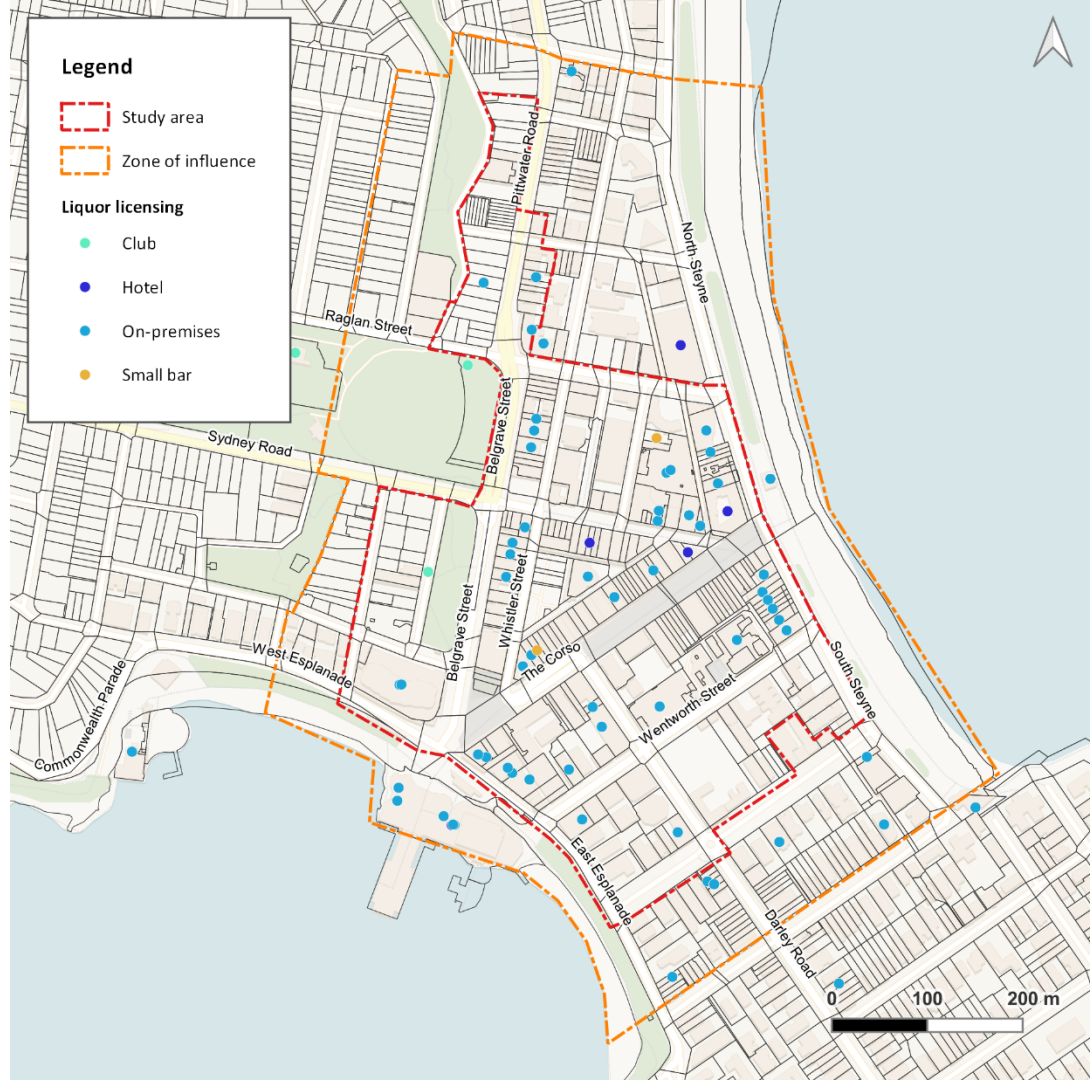 Legend
Study area
Zone of influence
Liquor licensing
Club
Hotel
On-premises
Small bar
Pittwater Road
North Steyne
Raglan Street
Belgrave Street
Sydney Road
Whistler Street
Belgrave Street
West Esplanade
The Corso
Commonwealth Parade
Wentworth Street
South Steyne
East Esplanade
Darley Road
0 100 200 m